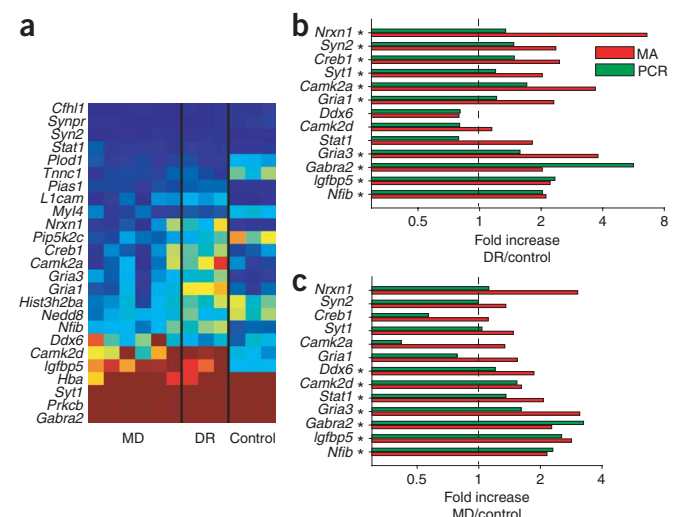 a
Cfhl1
Synpr
Syn2
Stat1
Plod1
Tnnc1
Pias1
L1cam
Myl4
Nrxn1
Pip5k2c
Creb1
Camk2a
Gria3
Gria1
Hist3h2ba
Nedd8
Nfib
Ddx6
Camk2d
Igfbp5
Hba
Syt1
Prkcb
Gabra2
MD DR Control
b
Nrxn1 *
Syn2 *
Creb1 *
Syt1 *
Camk2a *
Gria1 *
Ddx6
Camk2d
Stat1
Gria3 *
Gabra2 *
Igfbp5 *
Nfib *
MA
PCR
0.5 1 2 4 8
Fold increase
DR/control
c
Nrxn1
Syn2
Creb1
Syt1
Camk2a
Gria1
Ddx6 *
Camk2d *
Stat1 *
Gria3 *
Gabra2 *
Igfbp5 *
Nfib *
0.5 1 2 4
Fold increase
MD/control